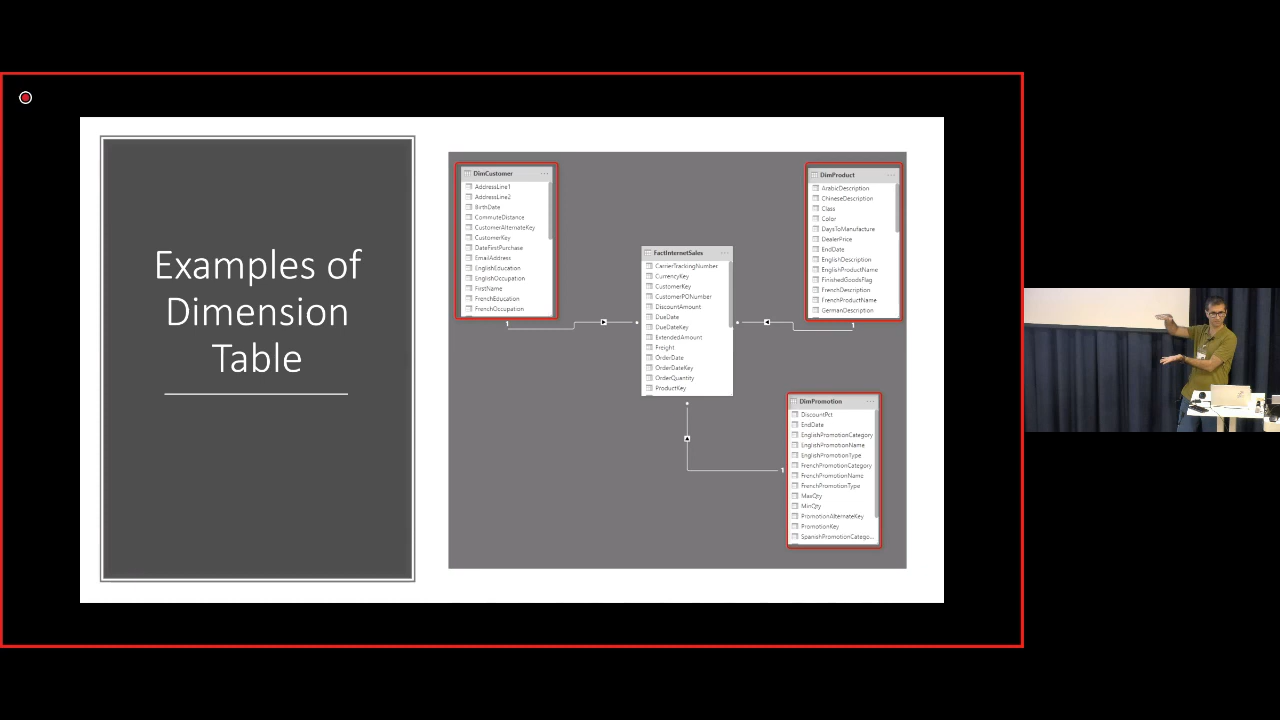 Examples of
Dimension
Table
DimCustomer
AddressLine1
AddressLine2
BirthDate
CommuteDistance
CustomerAlternateKey
CustomerKey
DateFirstPurchase
EmailAddress
EnglishEducation
EnglishOccupation
FirstName
FrenchEducation
FrenchOccupation
1
FactInternetSales
CarrierTrackingNumber
CurrencyKey
CustomerKey
CustomerPONumber
DiscountAmount
DueDate
DueDateKey
ExtendedAmount
Freight
OrderDate
OrderDateKey
OrderQuantity
ProductKey
DimProduct
ArabicDescription
ChineseDescription
Class
Color
DaysToManufacture
DealerPrice
EndDate
EnglishDescription
EnglishProductName
FinishedGoodsFlag
FrenchDescription
FrenchProductName
GermanDescription
1
DimPromotion
DiscountPct
EndDate
EnglishPromotionCategory
EnglishPromotionName
EnglishPromotionType
FrenchPromotionCategory
FrenchPromotionName
FrenchPromotionType
MaxQty
MinQty
PromotionAlternateKey
PromotionKey
SpanishPromotionCatego...
1